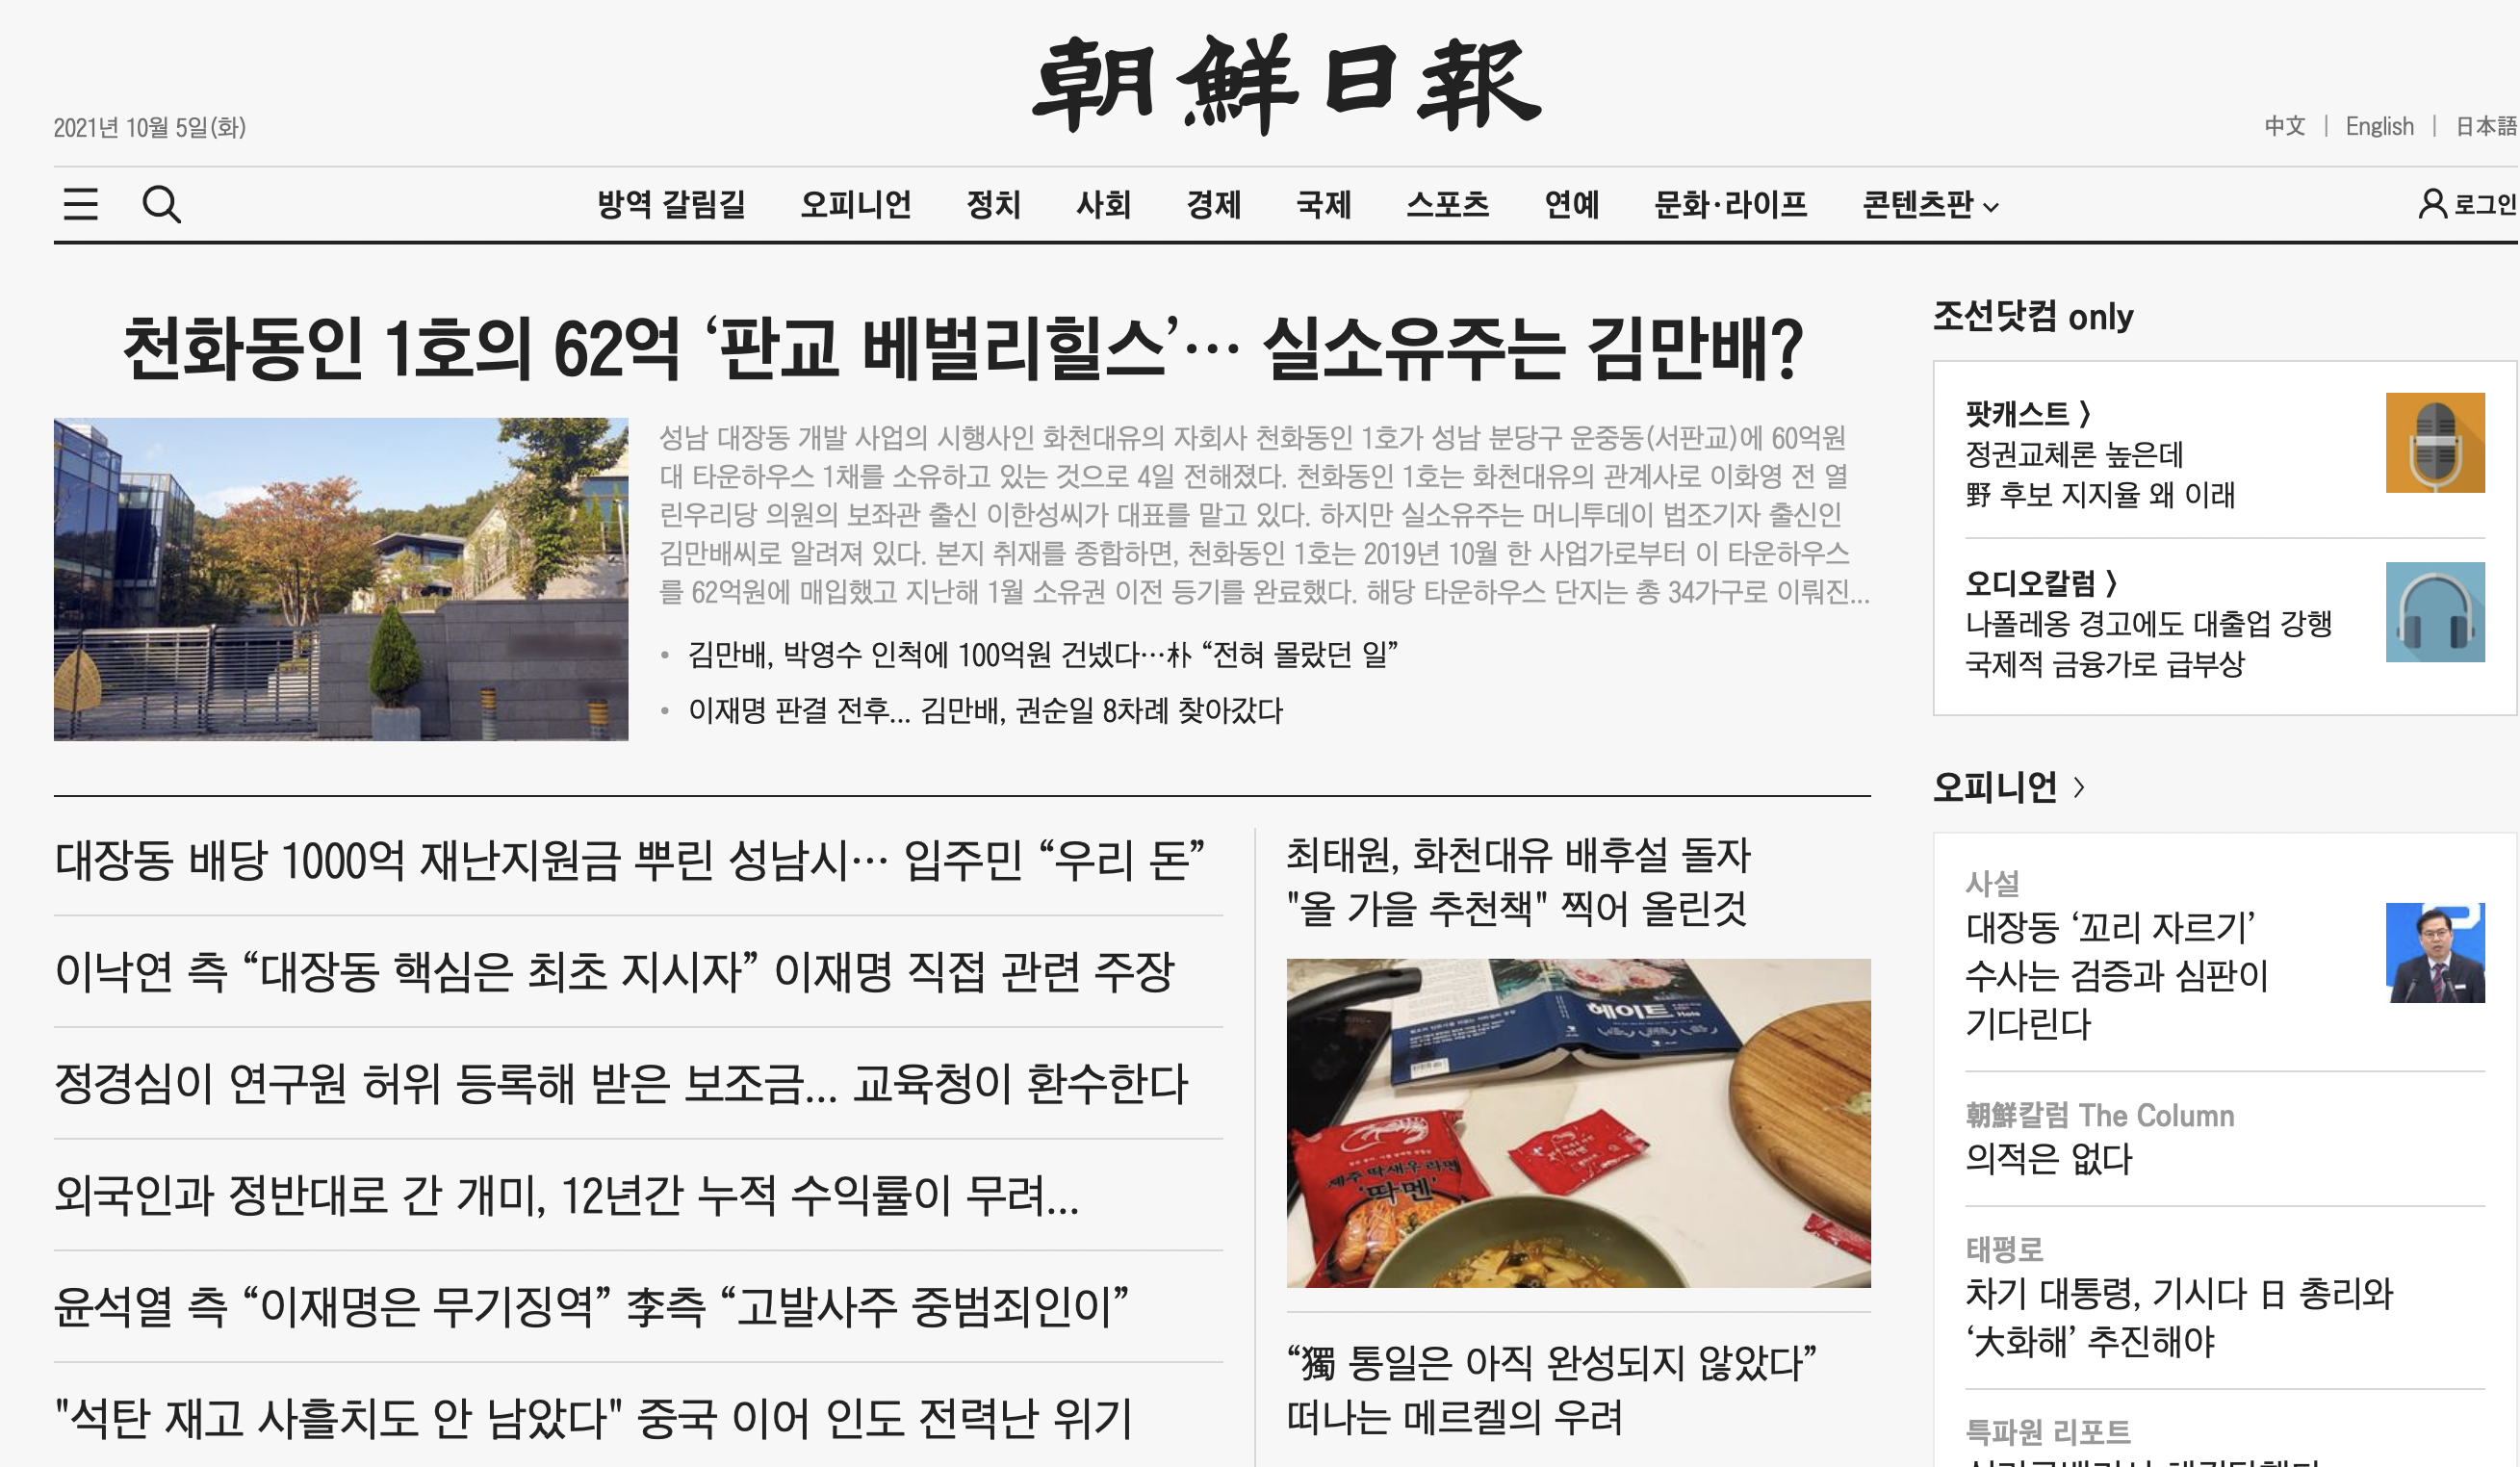 朝鮮日報
2021년 10월 5일(화)
中文 | English | 日本語
방역 갈림길 오피니언 정치 사회 경제 국제 스포츠 연예 문화·라이프 콘텐츠판
로그인
천화동인 1호의 62억 ‘판교 베벌리힐스’… 실소유주는 김만배?
성남 대장동 개발 사업의 시행사인 화천대유의 자회사 천화동인 1호가 성남 분당구 운중동(서판교)에 60억원
대 타운하우스 1채를 소유하고 있는 것으로 4일 전해졌다. 천화동인 1호는 화천대유의 관계사로 이화영 전 열
린우리당 의원의 보좌관 출신 이한성씨가 대표를 맡고 있다. 하지만 실소유주는 머니투데이 법조기자 출신인
김만배씨로 알려져 있다. 본지 취재를 종합하면, 천화동인 1호는 2019년 10월 한 사업가로부터 이 타운하우스
를 62억원에 매입했고 지난해 1월 소유권 이전 등기를 완료했다. 해당 타운하우스 단지는 총 34가구로 이뤄진...
• 김만배, 박영수 인척에 100억원 건넸다…朴 “전혀 몰랐던 일”
• 이재명 판결 전후... 김만배, 권순일 8차례 찾아갔다
대장동 배당 1000억 재난지원금 뿌린 성남시… 입주민 “우리 돈”
이낙연 측 “대장동 핵심은 최초 지시자” 이재명 직접 관련 주장
정경심이 연구원 허위 등록해 받은 보조금... 교육청이 환수한다
외국인과 정반대로 간 개미, 12년간 누적 수익률이 무려...
윤석열 측 “이재명은 무기징역” 李측 “고발사주 중범죄인이”
"석탄 재고 사흘치도 안 남았다" 중국 이어 인도 전력난 위기
최태원, 화천대유 배후설 돌자
"올 가을 추천책" 찍어 올린것
헤이트
Hate
제주 딱새우라면
‘딱멘’
“獨 통일은 아직 완성되지 않았다”
떠나는 메르켈의 우려
조선닷컴 only
팟캐스트 〉
정권교체론 높은데
野 후보 지지율 왜 이래
오디오칼럼 〉
나폴레옹 경고에도 대출업 강행
국제적 금융가로 급부상
오피니언 〉
사설
대장동 ‘꼬리 자르기’
수사는 검증과 심판이
기다린다
朝鮮칼럼 The Column
의적은 없다
태평로
차기 대통령, 기시다 日 총리와
‘大화해’ 추진해야
특파원 리포트